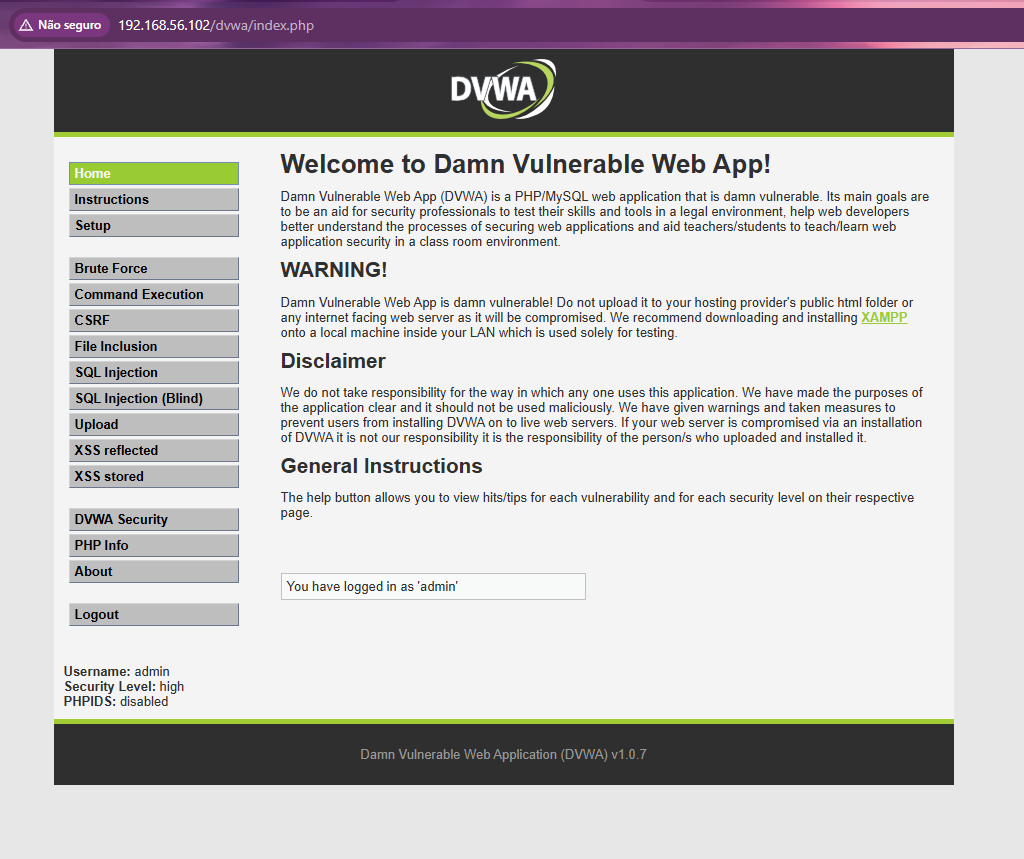 Não seguro 192.168.56.102/dvwa/index.php
DVWA
Home
Instructions
Setup
Brute Force
Command Execution
CSRF
File Inclusion
SQL Injection
SQL Injection (Blind)
Upload
XSS reflected
XSS stored
DVWA Security
PHP Info
About
Logout
Username: admin
Security Level: high
PHPIDS: disabled
Welcome to Damn Vulnerable Web App!
Damn Vulnerable Web App (DVWA) is a PHP/MySQL web application that is damn vulnerable. Its main goals are
to be an aid for security professionals to test their skills and tools in a legal environment, help web developers
better understand the processes of securing web applications and aid teachers/students to teach/learn web
application security in a class room environment.
WARNING!
Damn Vulnerable Web App is damn vulnerable! Do not upload it to your hosting provider's public html folder or
any internet facing web server as it will be compromised. We recommend downloading and installing XAMPP
onto a local machine inside your LAN which is used solely for testing.
Disclaimer
We do not take responsibility for the way in which any one uses this application. We have made the purposes of
the application clear and it should not be used maliciously. We have given warnings and taken measures to
prevent users from installing DVWA on to live web servers. If your web server is compromised via an installation
of DVWA it is not our responsibility it is the responsibility of the person/s who uploaded and installed it.
General Instructions
The help button allows you to view hits/tips for each vulnerability and for each security level on their respective
page.
You have logged in as 'admin'
Damn Vulnerable Web Application (DVWA) v1.0.7